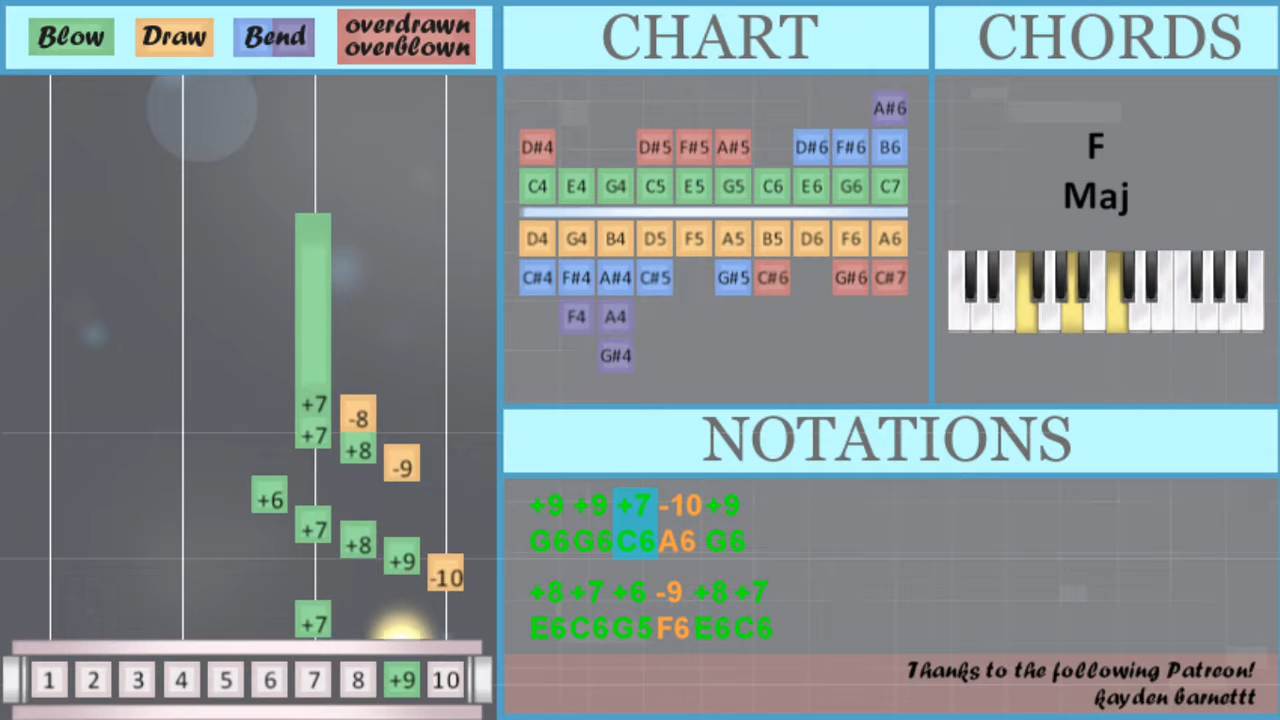 Blow Draw Bend overdrawn
overblown
CHART
CHORDS
A#6
D#4 D#5 F#5 A#5 D#6 F#6 B6
C4 E4 G4 C5 E5 G5 C6 E6 G6 C7
D4 G4 B4 D5 F5 A5 B5 D6 F6 A6
C#4 F#4 A#4 C#5 G#5 C#6 G#6 C#7
F4 A4
G#4
F
Maj
+7 -8
+7 +8
-9
+6
+7
+8
+9
-10
+7
1 2 3 4 5 6 7 8 +9 10
NOTATIONS
+9 +9 +7 -10 +9
G6 G6 C6 A6 G6
+8 +7 +6 -9 +8 +7
E6 C6 G5 F6 E6 C6
Thanks to the following Patreon!
kayden barnettt